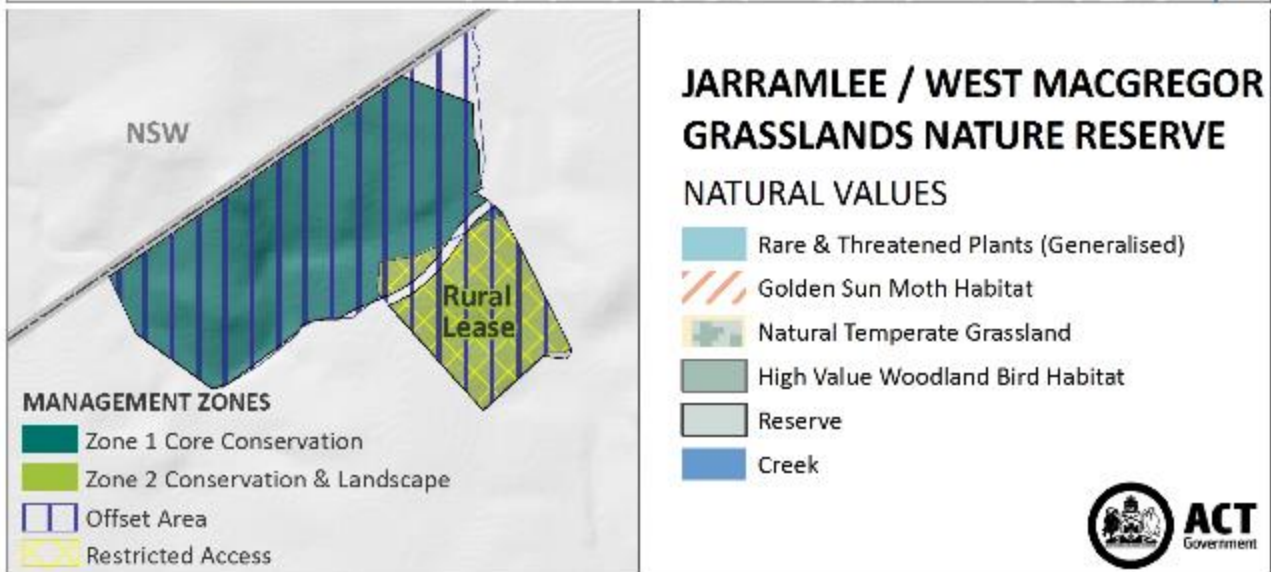 NSW
Rural
Lease
MANAGEMENT ZONES
Zone 1 Core Conservation
Zone 2 Conservation & Landscape
Offset Area
Restricted Access
JARRAMLEE / WEST MACGREGOR
GRASSLANDS NATURE RESERVE
NATURAL VALUES
Rare & Threatened Plants (Generalised)
Golden Sun Moth Habitat
Natural Temperate Grassland
High Value Woodland Bird Habitat
Reserve
Creek
ACT
Government